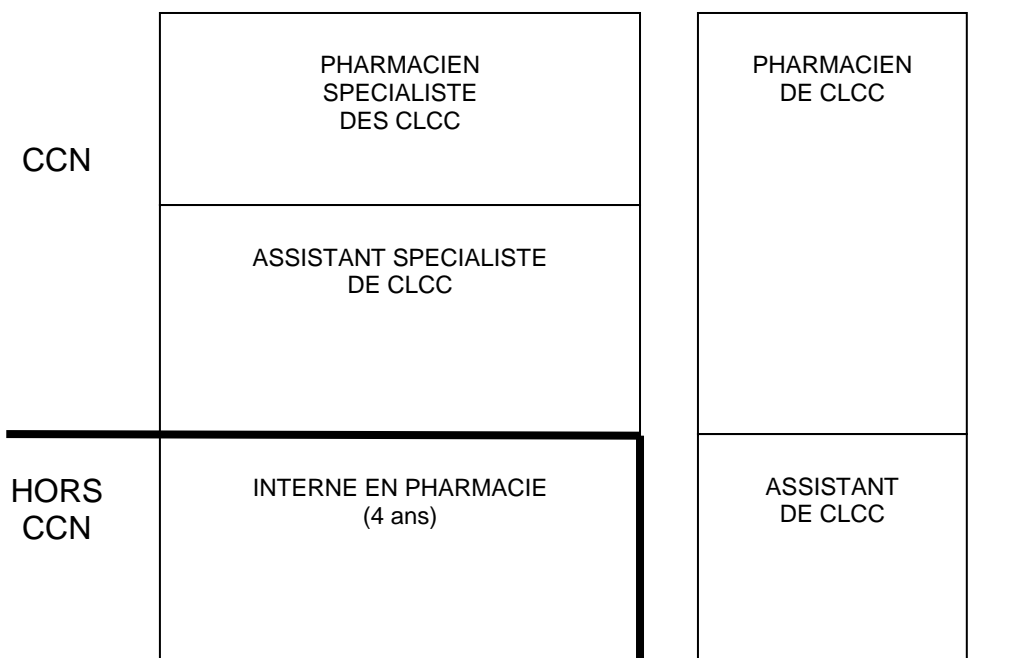 PHARMACIEN
SPECIALISTE
DES CLCC
PHARMACIEN
DE CLCC
CCN
ASSISTANT SPECIALISTE
DE CLCC
HORS
CCN
INTERNE EN PHARMACIE
(4 ans)
ASSISTANT
DE CLCC